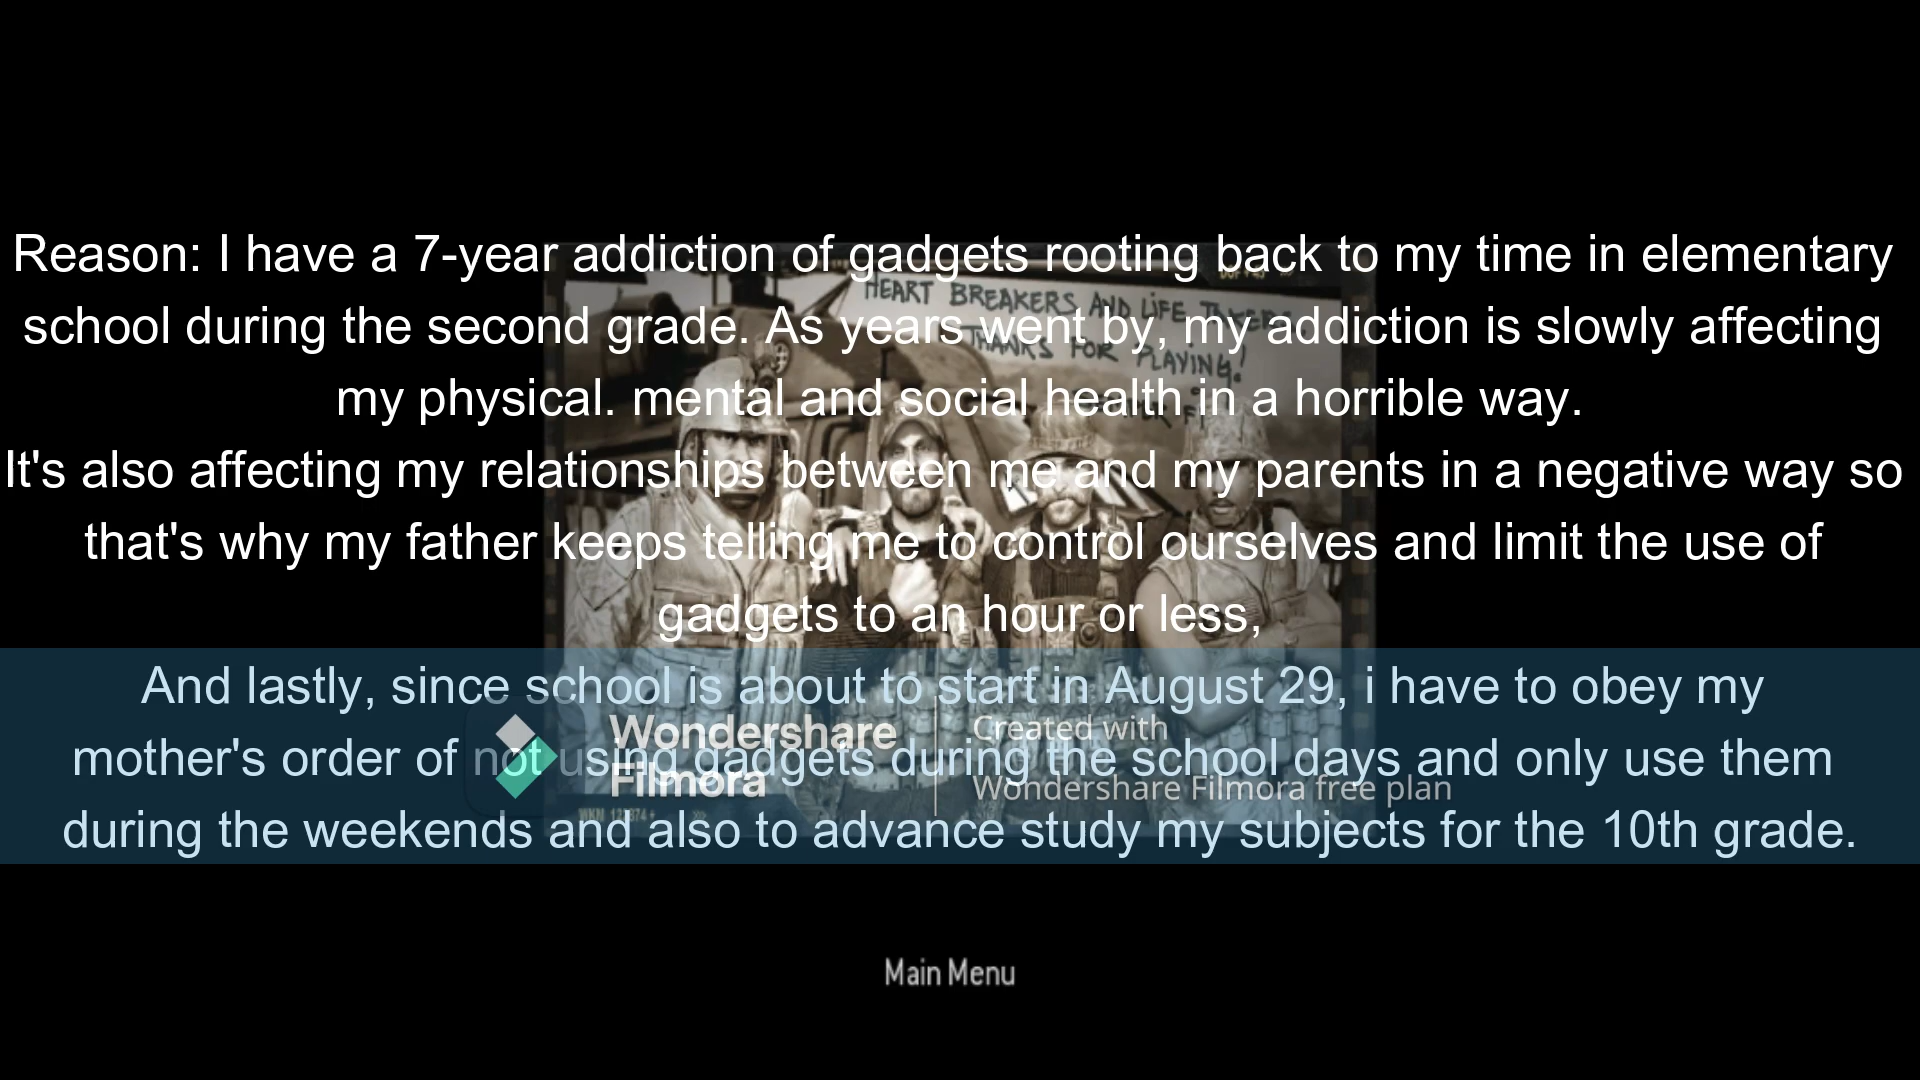 Reason: I have a 7-year addiction of gadgets rooting back to my time in elementary
school during the second grade. As years went by, my addiction is slowly affecting
my physical. mental and social health in a horrible way.
It's also affecting my relationships between me and my parents in a negative way so
that's why my father keeps telling me to control ourselves and limit the use of
gadgets to an hour or less,
And lastly, since school is about to start in August 29, i have to obey my
mother's order of not using gadgets during the school days and only use them
during the weekends and also to advance study my subjects for the 10th grade.
HEART BREAKERS AND LIFE
THANKS FOR PLAYING!
Wondershare
Filmora
Created with
Wondershare Filmora free plan
Main Menu